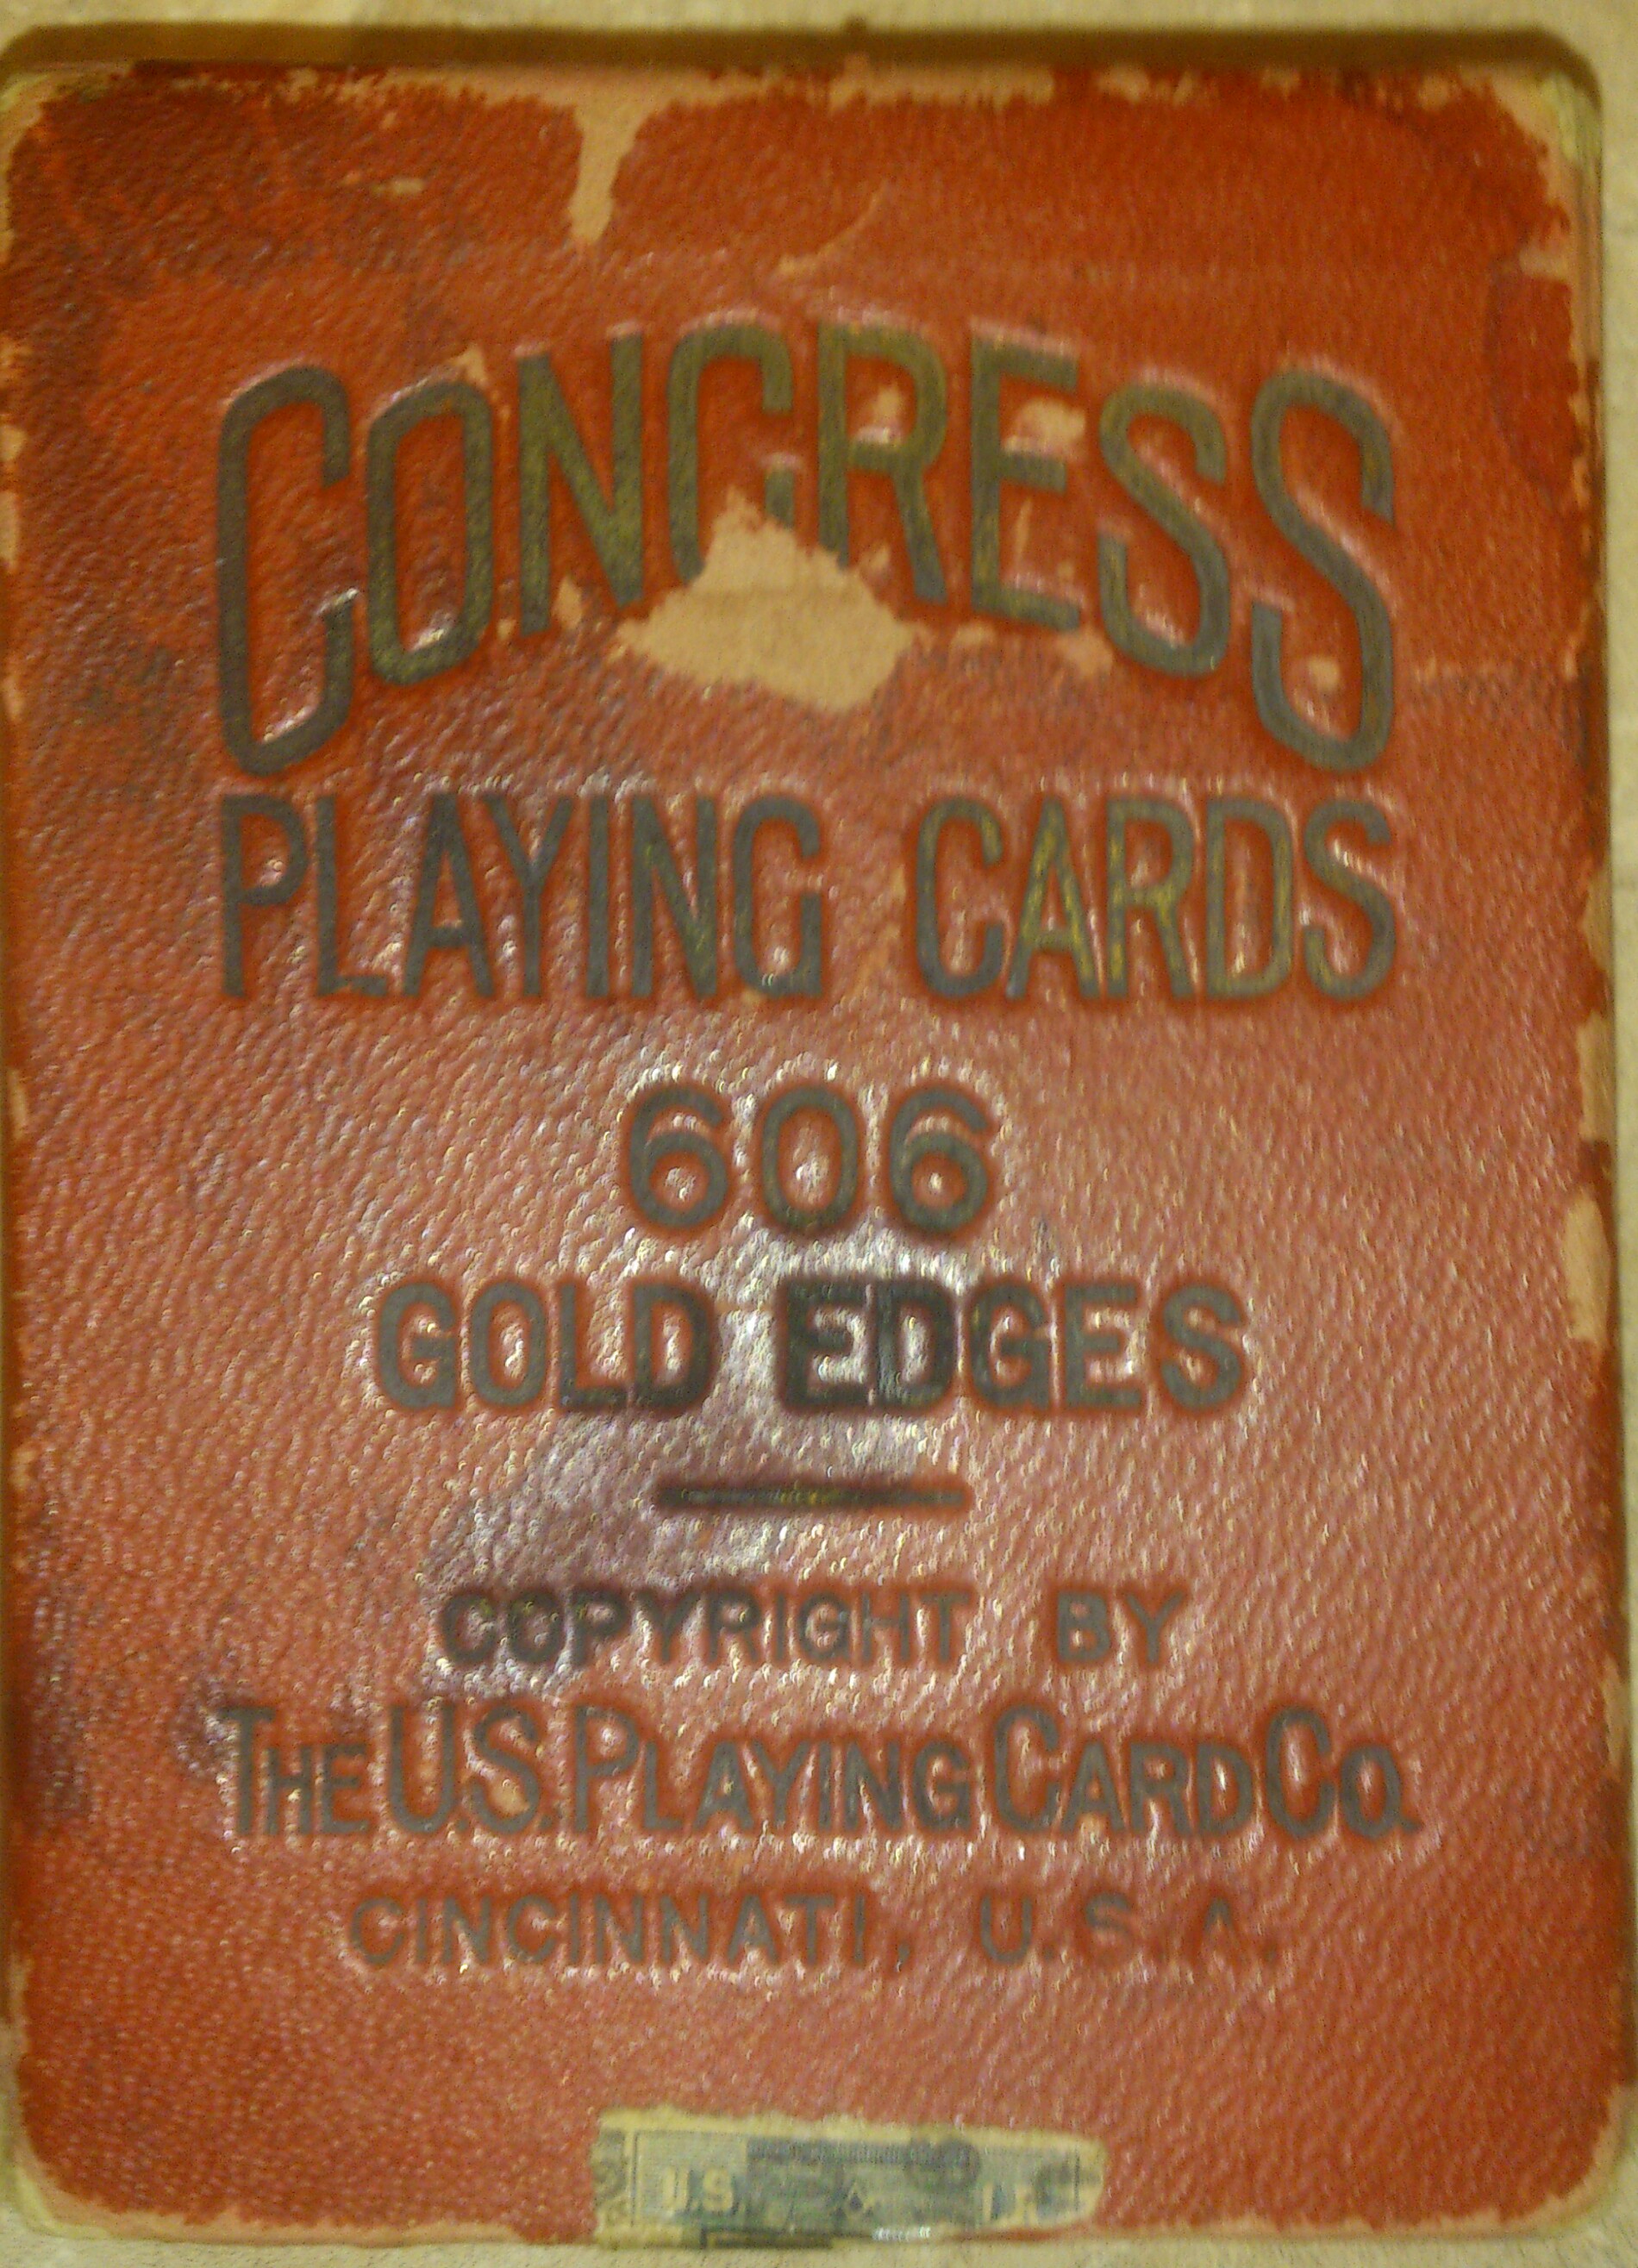 CONGRESS
PLAYING CARDS
606
GOLD EDGES
COPYRIGHT BY
THE U.S. PLAYING CARD CO.
CINCINNATI, U.S.A.
U.S.